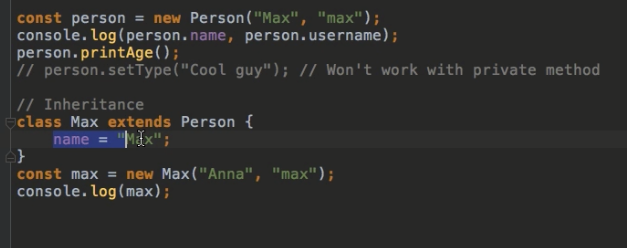 const person = new Person("Max", "max");
console.log(person.name, person.username);
person.printAge();
// person.setType("Cool guy"); // Won't work with private method
// Inheritance
class Max extends Person {
name = "Max";
}
const max = new Max("Anna", "max");
console.log(max);